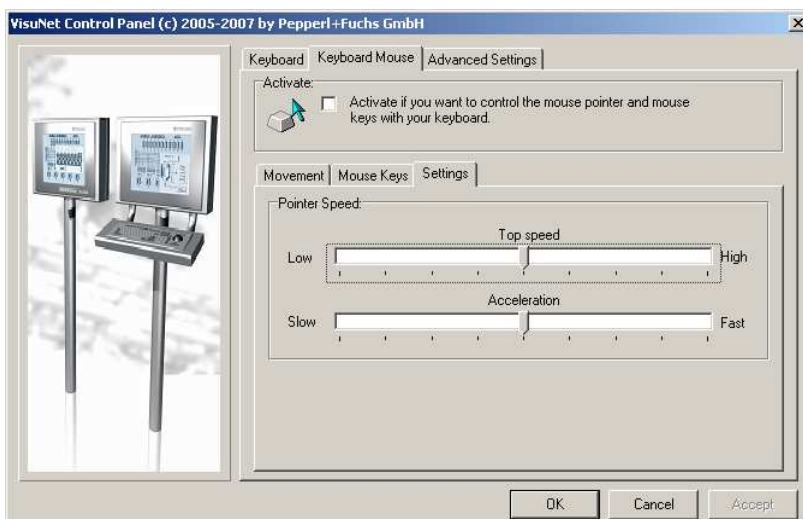 VisuNet Control Panel (c) 2005-2007 by Pepperl+Fuchs GmbH
Keyboard Keyboard Mouse Advanced Settings
Activate:
Activate if you want to control the mouse pointer and mouse
keys with your keyboard.
Movement Mouse Keys Settings
Pointer Speed:
Top speed
Low High
Acceleration
Slow Fast
OK Cancel Accept